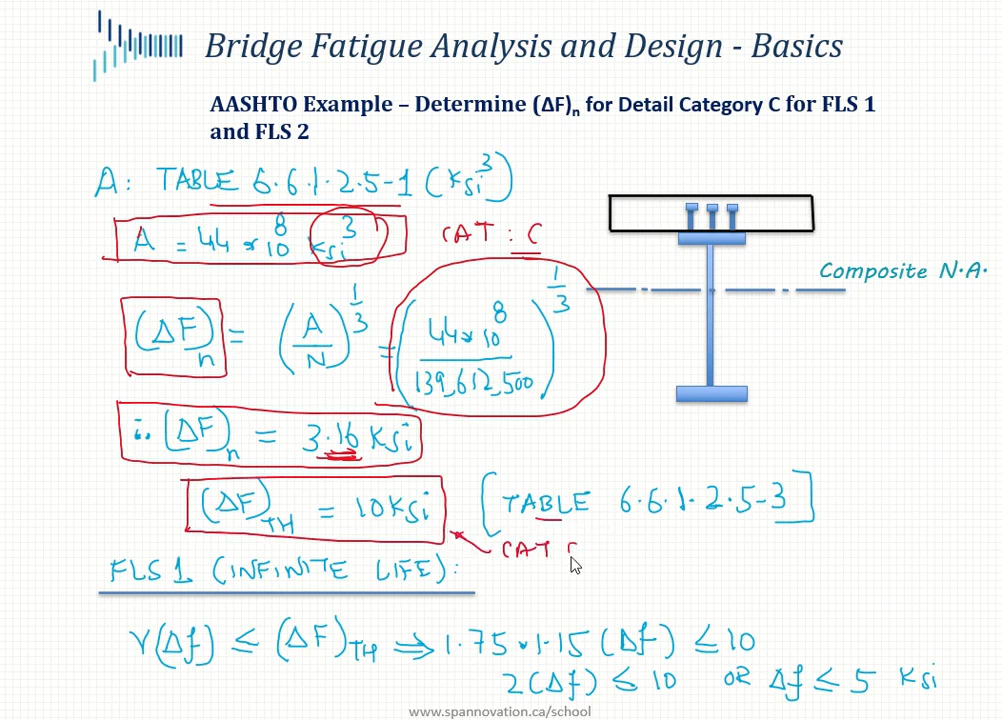 Bridge Fatigue Analysis and Design - Basics
AASHTO Example – Determine (ΔF)n for Detail Category C for FLS 1
and FLS 2
A: TABLE 6.6.1.2.5-1 (Ksi³)
A = 44 * 10⁸ ksi³
CAT : C
Composite N.A.
(ΔF)n = (A/N)^1/3 = (44*10⁸/139,612,500)^1/3
∴ (ΔF)n = 3.16 Ksi
(ΔF)TH = 10 Ksi [TABLE 6.6.1.2.5-3]
CAT
FLS 1 (INFINITE LIFE):
γ(Δf) ≤ (ΔF)TH ⇒ 1.75*1.15 (Δf) ≤ 10
2(Δf) ≤ 10 OR Δf ≤ 5 Ksi
www.spannovation.ca/school